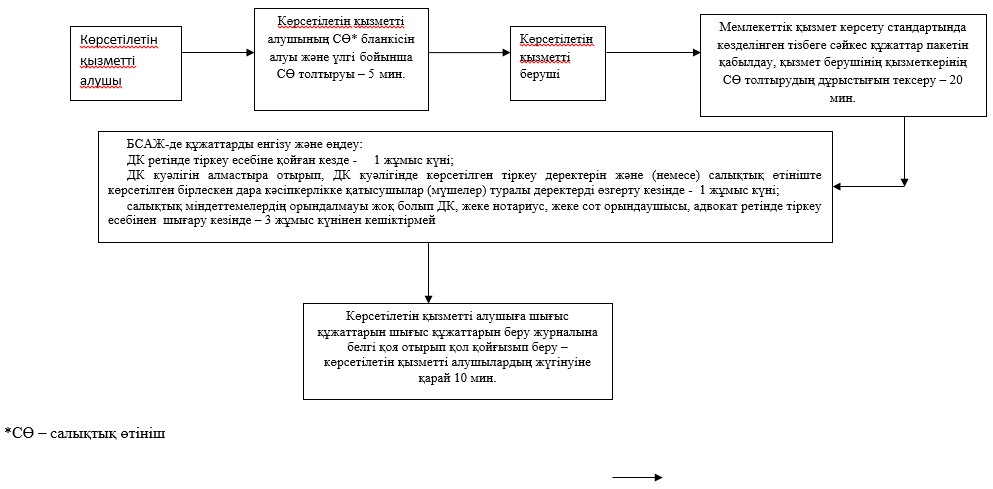 Көрсетілетін
қызметті
алушы
Көрсетілетін қызметті
алушының СӨ* бланкісін
алуы және үлгі бойынша
СӨ толтыруы – 5 мин.
Көрсетілетін
қызметті
беруші
Мемлекеттік қызмет көрсету стандартында
көзделінген тізбеге сәйкес құжаттар пакетін
қабылдау, қызмет берушінің қызметкерінің
СӨ толтырудың дұрыстығын тексеру – 20
мин.
БСАЖ-де құжаттарды енгізу және өңдеу:
ДК ретінде тіркеу есебіне қойған кезде - 1 жұмыс күні;
ДК куәлігін алмастыра отырып, ДК куәлігінде көрсетілген тіркеу деректерін және (немесе) салықтық өтініште
көрсетілген бірлескен дара кәсіпкерлікке қатысушылар (мүшелер) туралы деректерді өзгерту кезінде - 1 жұмыс күні;
салықтық міндеттемелердің орындалмауы жоқ болып ДК, жеке нотариус, жеке сот орындаушысы, адвокат ретінде тіркеу
есебінен шығару кезінде – 3 жұмыс күнінен кешіктірмей
Көрсетілетін қызметті алушыға шығыс
құжаттарын шығыс құжаттарын беру журналына
белгі қоя отырып қол қойғызып беру –
көрсетілетін қызметті алушылардың жүгінуіне
қарай 10 мин.
*СӨ – салықтық өтініш